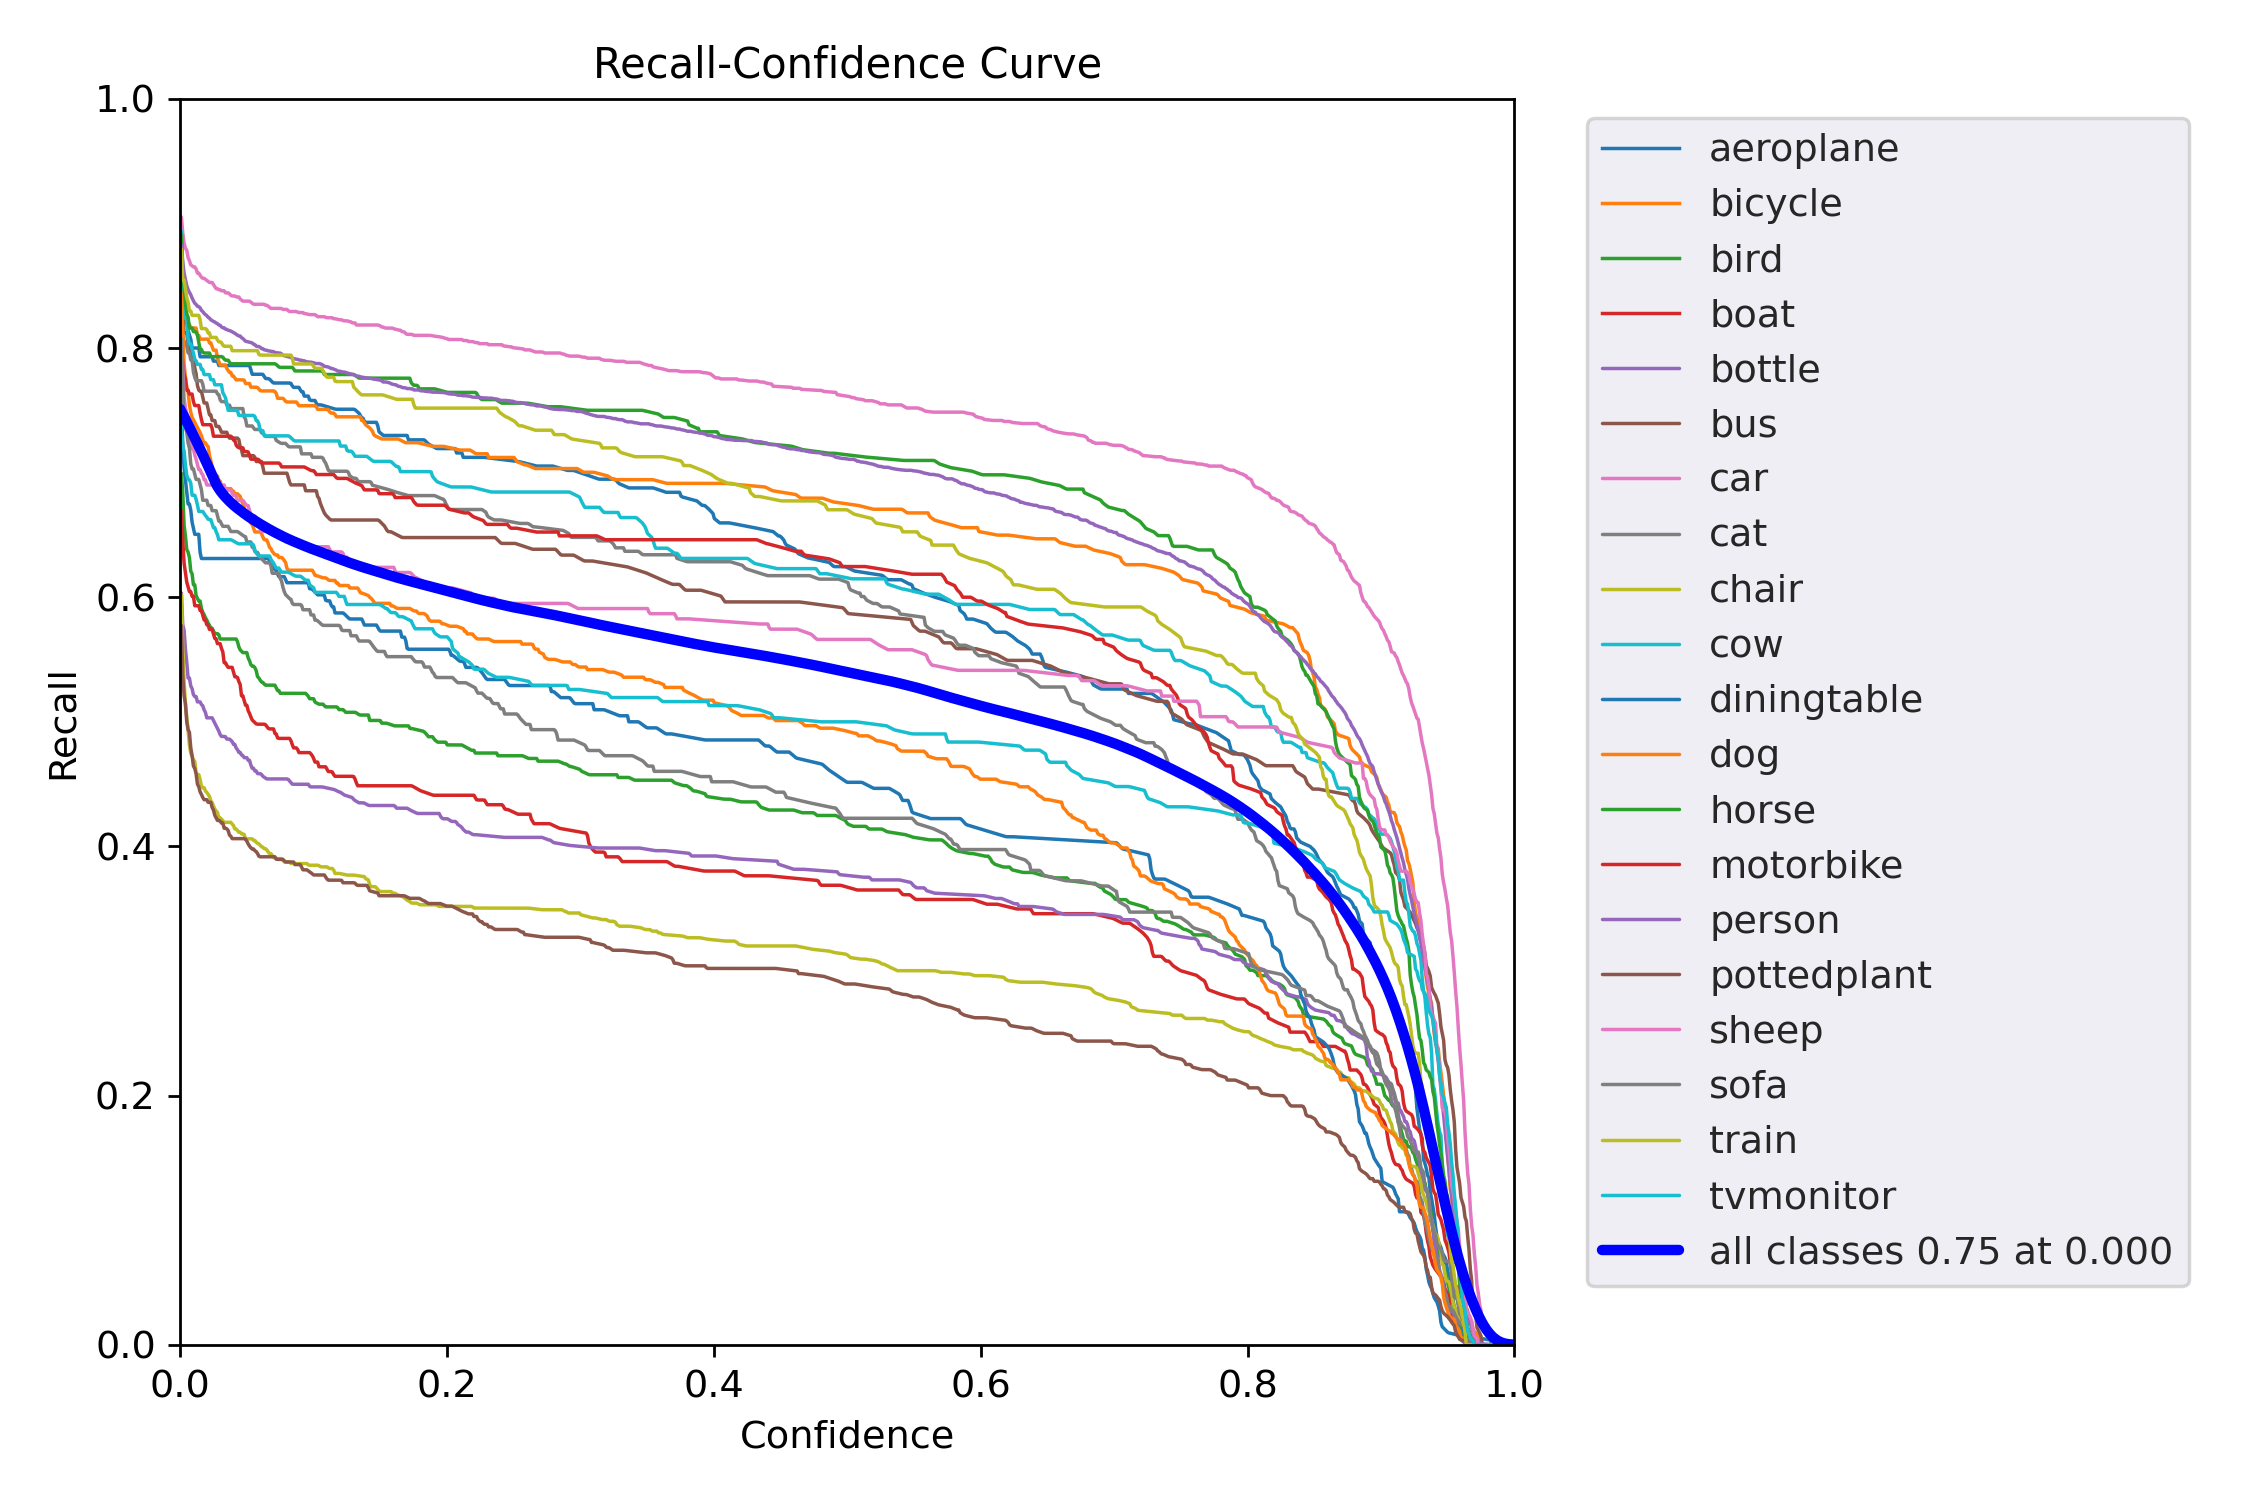 Recall-Confidence Curve
1.0
0.8
0.6
0.4
0.2
0.0
Recall
0.0 0.2 0.4 0.6 0.8 1.0
Confidence
aeroplane
bicycle
bird
boat
bottle
bus
car
cat
chair
cow
diningtable
dog
horse
motorbike
person
pottedplant
sheep
sofa
train
tvmonitor
all classes 0.75 at 0.000